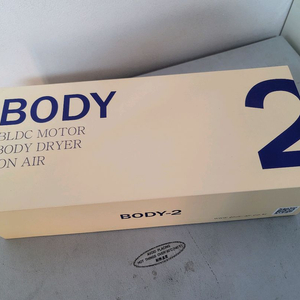 BODY
BLDC MOTOR
BODY DRYER
ON AIR
2
BODY-2